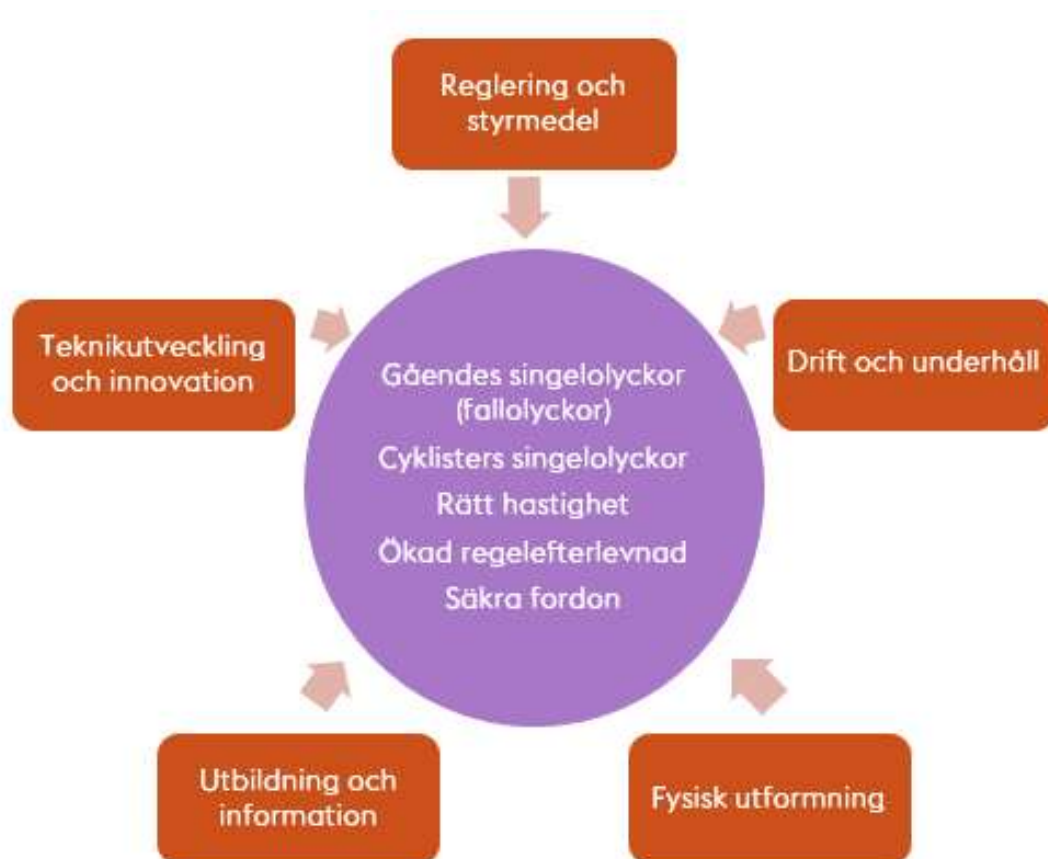 Reglering och
styrmedel
Teknikutveckling
och innovation
Drift och underhåll
Gåendes singelolyckor
(fallolyckor)
Cyklisters singelolyckor
Rätt hastighet
Ökad regelefterlevnad
Säkra fordon
Utbildning och
information
Fysisk utformning